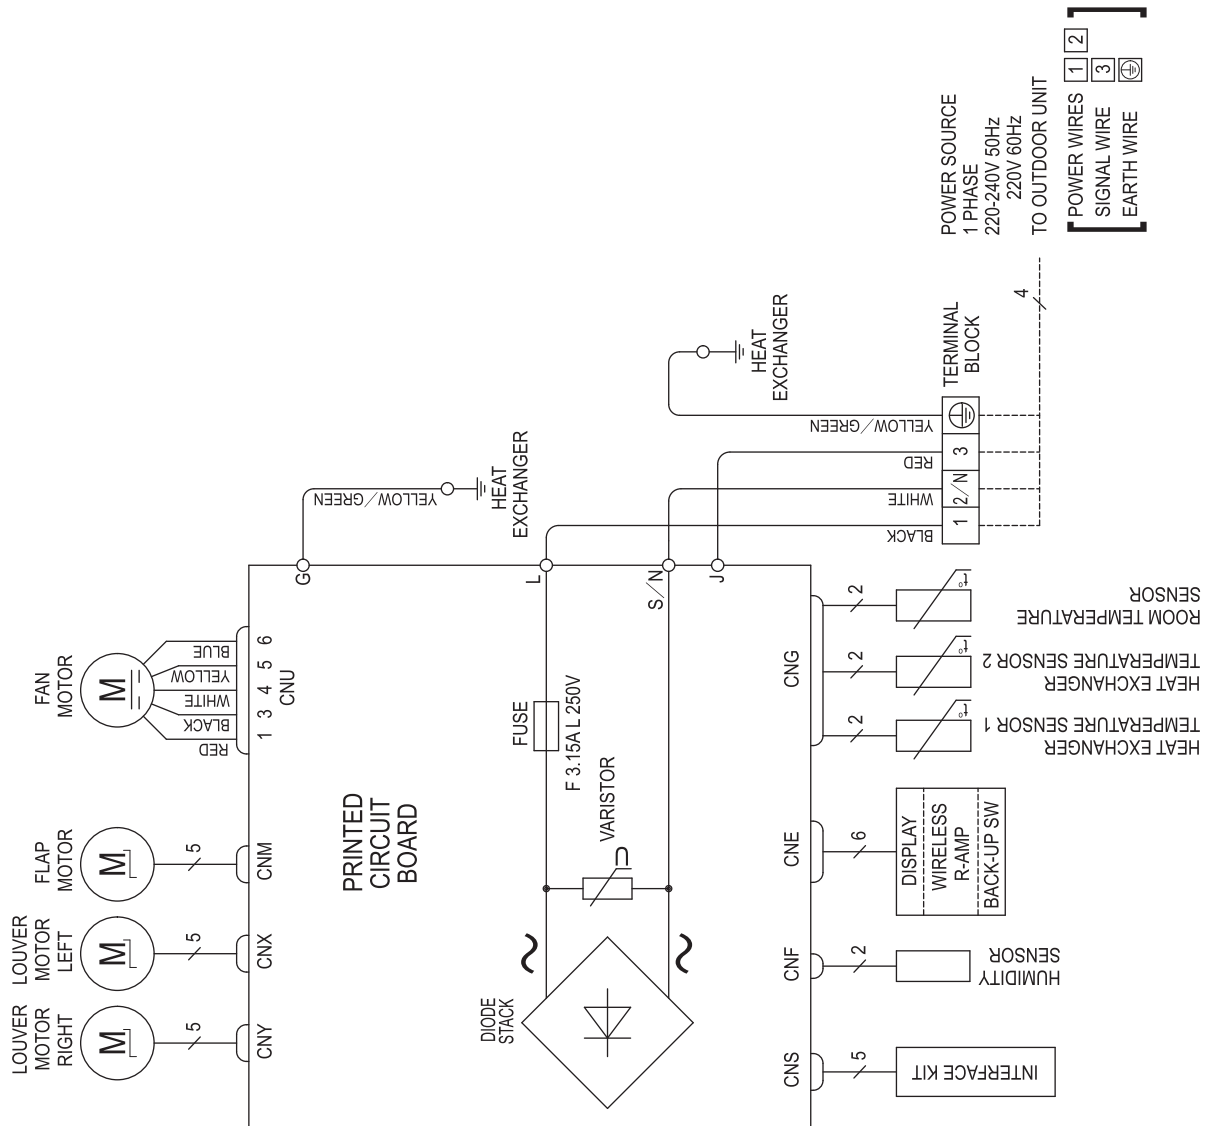 POWER SOURCE
1 PHASE
220-240V 50Hz
220V 60Hz
TO OUTDOOR UNIT
POWER WIRES 1 2
SIGNAL WIRE 3
EARTH WIRE
4
TERMINAL
BLOCK
1
2/N
3
BLACK
WHITE
RED
YELLOW/GREEN
HEAT
EXCHANGER
YELLOW/GREEN
HEAT
EXCHANGER
G
L
S/N
J
FAN
MOTOR
M
BLUE
YELLOW
WHITE
BLACK
RED
1 3 4 5 6
CNU
FLAP
MOTOR
M
5
CNM
LOUVER
MOTOR
LEFT
M
5
CNX
LOUVER
MOTOR
RIGHT
M
5
CNY
PRINTED
CIRCUIT
BOARD
FUSE
F 3.15A L 250V
VARISTOR
DIODE
STACK
~
~
CNG
2
t°
ROOM TEMPERATURE
SENSOR
2
t°
HEAT EXCHANGER
TEMPERATURE SENSOR 2
2
t°
HEAT EXCHANGER
TEMPERATURE SENSOR 1
CNE
6
DISPLAY
WIRELESS
R-AMP
BACK-UP SW
CNF
2
HUMIDITY
SENSOR
CNS
5
INTERFACE KIT